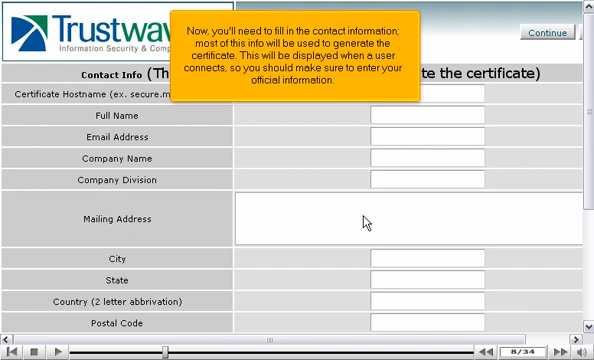 Trustwave
Information Security & Comp
Now, you'll need to fill in the contact information;
most of this info will be used to generate the
certificate. This will be displayed when a user
connects, so you should make sure to enter your
official information.
Continue
Contact Info (Th
te the certificate)
Certificate Hostname (ex. secure.m
Full Name
Email Address
Company Name
Company Division
Mailing Address
City
State
Country (2 letter abbrivation)
Postal Code
8/34